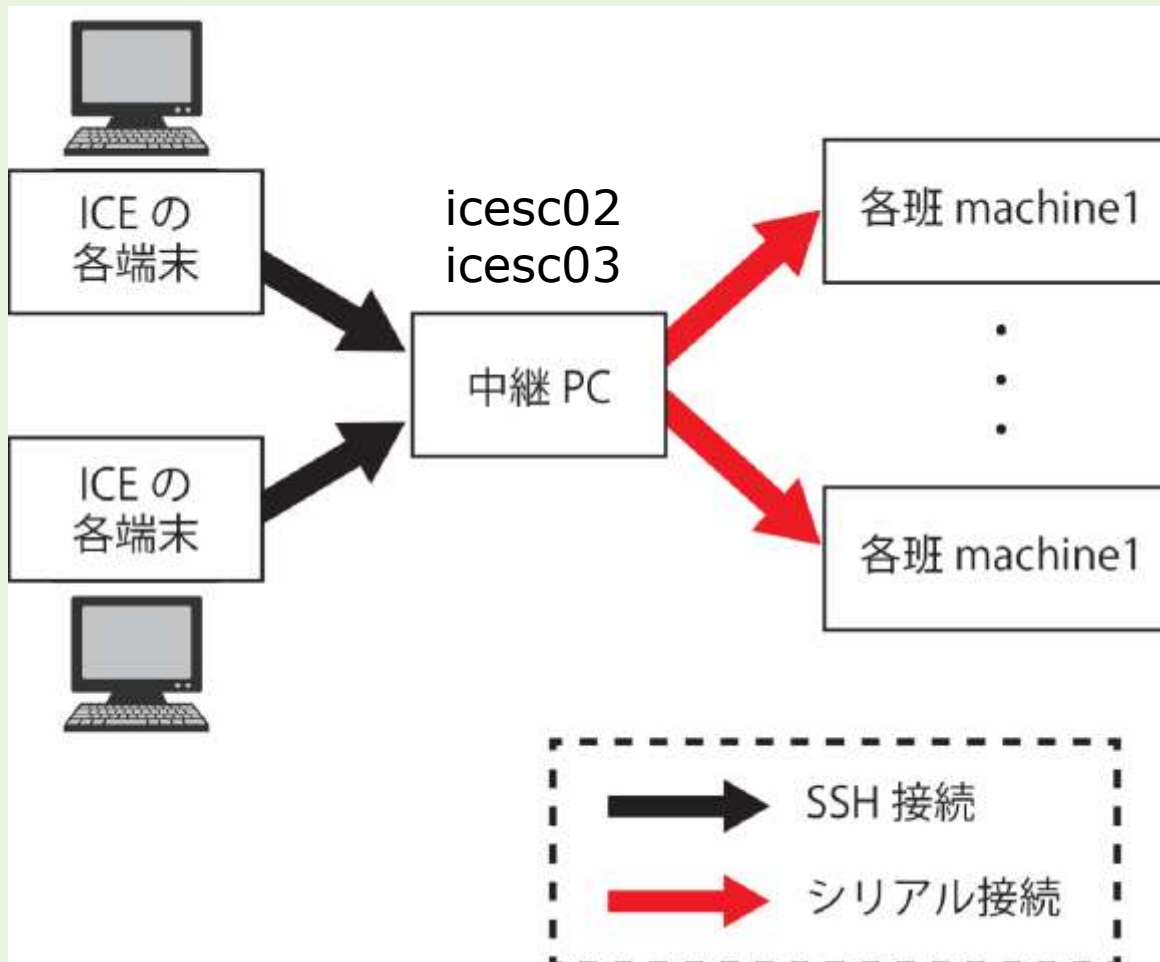 ICE の
各端末
icesc02
icesc03
各班 machine1
中継 PC
ICE の
各端末
各班 machine1
SSH 接続
シリアル接続